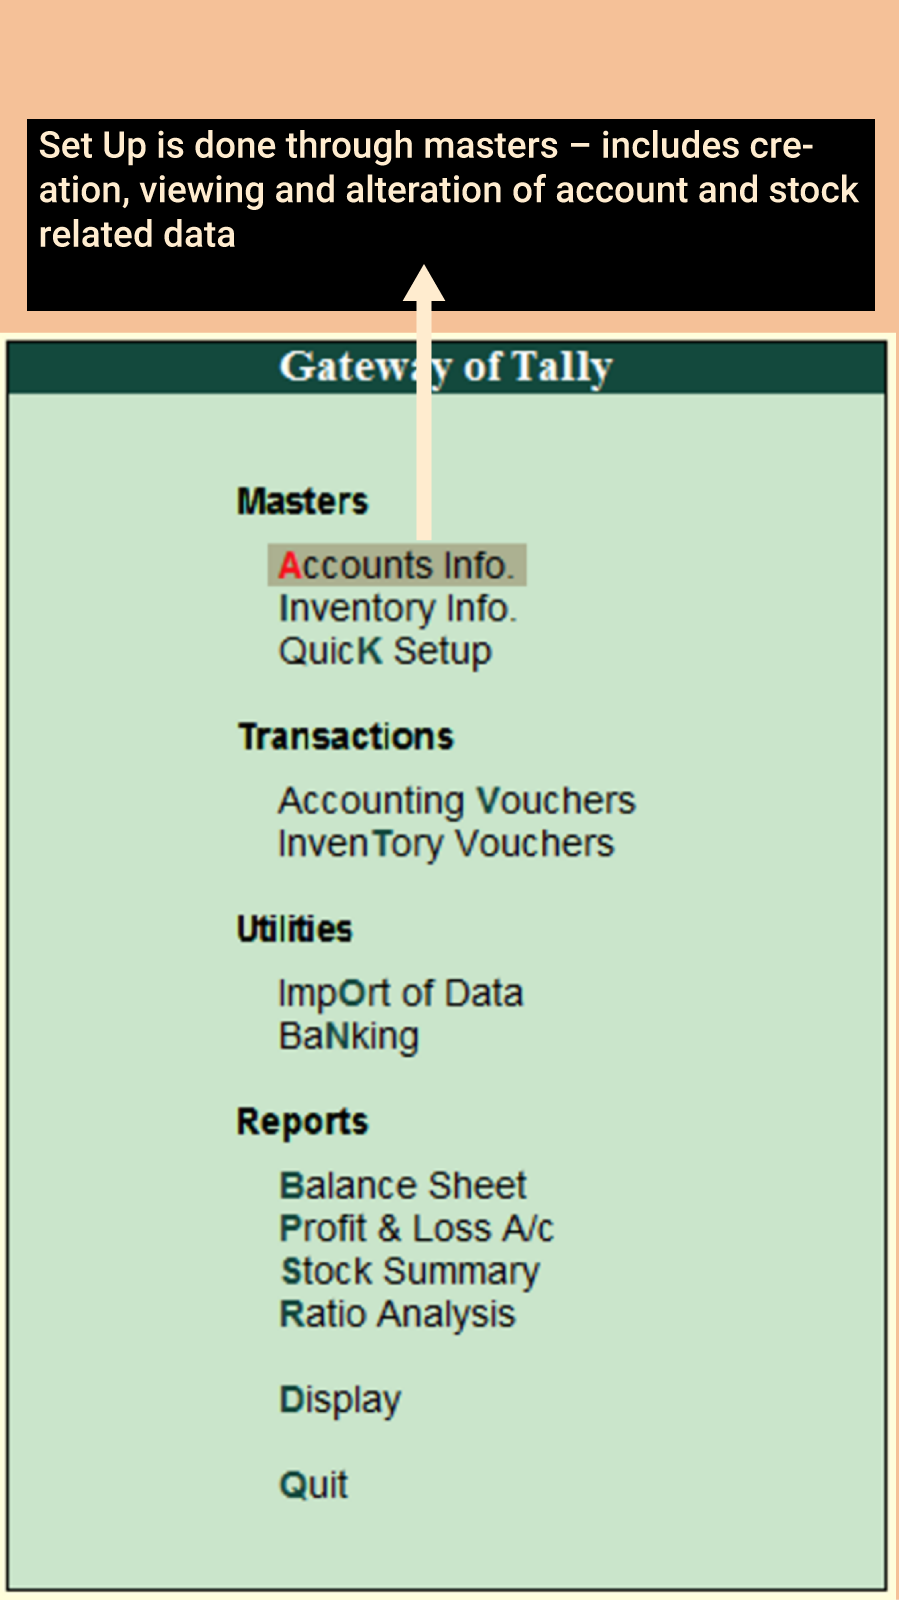 Set Up is done through masters – includes cre-
ation, viewing and alteration of account and stock
related data
Gateway of Tally
Masters
Accounts Info.
Inventory Info.
QuicK Setup
Transactions
Accounting Vouchers
InvenTory Vouchers
Utilities
ImpOrt of Data
BaNking
Reports
Balance Sheet
Profit & Loss A/c
Stock Summary
Ratio Analysis
Display
Quit